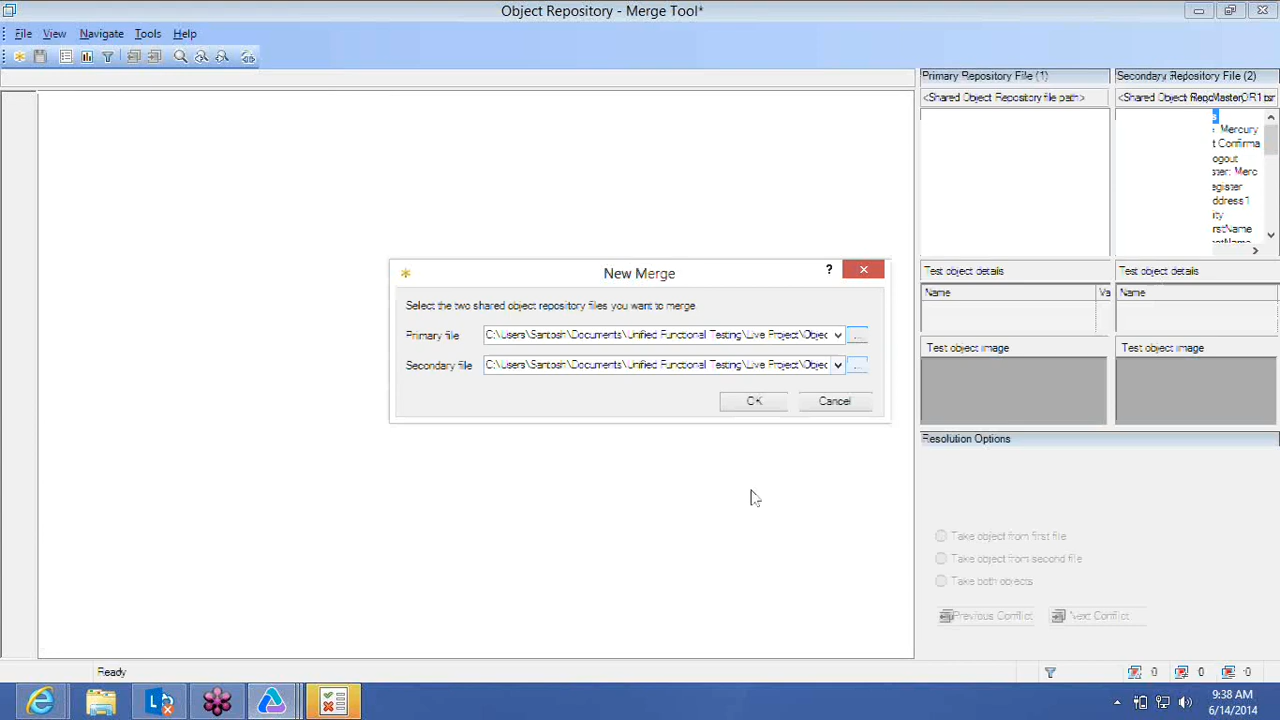 Object Repository - Merge Tool*
File View Navigate Tools Help
Primary Repository File (1)
Secondary Repository File (2)
<Shared Object Repository file path>
<Shared Object
Mercury
t Confirma
ogout
ster: Merc
egister
ddress1
ity
rstName
New Merge
?
Select the two shared object repository files you want to merge
Primary file
C:\Users\Santosh\Documents\Unified Functional Testing\Live Project\Objec
...
Secondary file
C:\Users\Santosh\Documents\Unified Functional Testing\Live Project\Objec
...
OK
Cancel
Test object details
Test object details
Name
Va
Name
Test object image
Test object image
Resolution Options
Take object from first file
Take object from second file
Take both objects
Previous Conflict
Next Conflict
Ready
0
0
0
9:38 AM
6/14/2014